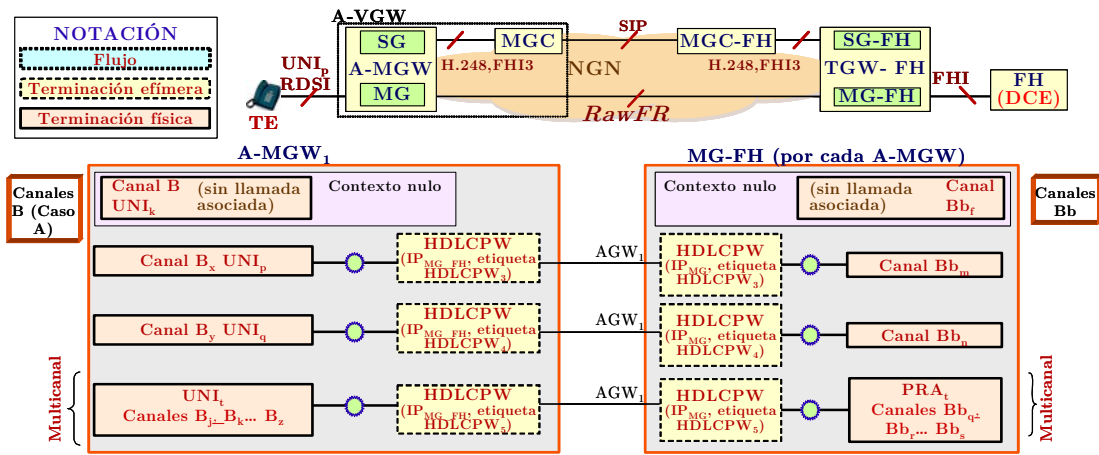 NOTACIÓN
Flujo
Terminación efímera
Terminación física
A-VGW
SG
A-MGW
MG
MGC
SIP
MGC-FH
SG-FH
TGW- FH
MG-FH
UNIp
RDSI
TE
H.248,FHI3
NGN
H.248,FHI3
RawFR
FHI
FH
(DCE)
A-MGW1
MG-FH (por cada A-MGW)
Canales
B (Caso
A)
Canal B
UNIk
(sin llamada
asociada)
Contexto nulo
Contexto nulo
(sin llamada
asociada)
Canal
Bbf
Canales
Bb
Canal Bx UNIp
HDLCPW
(IPMG_FH, etiqueta
HDLCPW3)
AGW1
HDLCPW
(IPMG, etiqueta
HDLCPW3)
Canal Bbm
Canal By UNIq
HDLCPW
(IPMG_FH, etiqueta
HDLCPW4)
AGW1
HDLCPW
(IPMG, etiqueta
HDLCPW4)
Canal Bbn
Multicanal
UNIt
Canales Bj-Bk... Bz
HDLCPW
(IPMG_FH, etiqueta
HDLCPW5)
AGW1
HDLCPW
(IPMG, etiqueta
HDLCPW5)
PRAt
Canales Bbq-
Bbr... Bbs
Multicanal